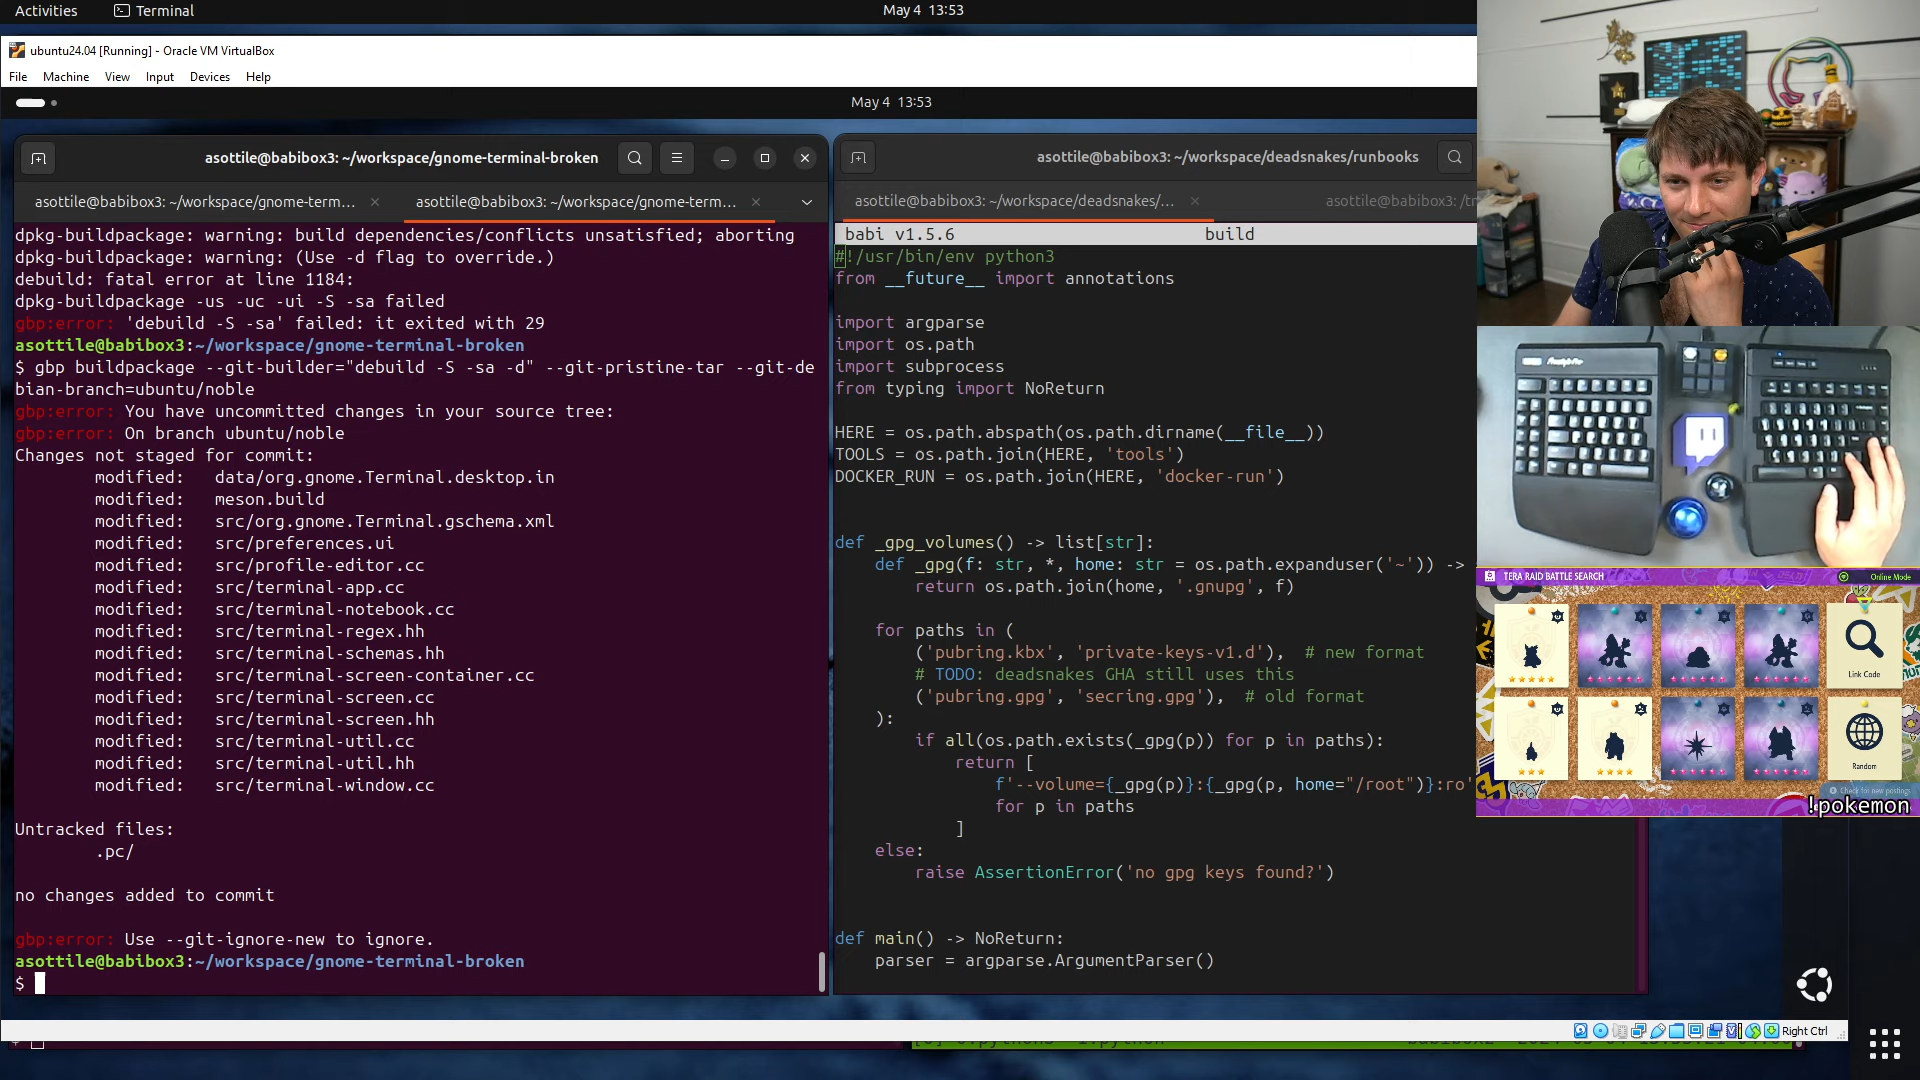 Activities
Terminal
May 4 13:53
ubuntu24.04 [Running] - Oracle VM VirtualBox
File Machine View Input Devices Help
May 4 13:53
asottile@babibox3: ~/workspace/gnome-terminal-broken
asottile@babibox3: ~/workspace/gnome-term...
asottile@babibox3: ~/workspace/gnome-term...
dpkg-buildpackage: warning: build dependencies/conflicts unsatisfied; aborting
dpkg-buildpackage: warning: (Use -d flag to override.)
debuild: fatal error at line 1184:
dpkg-buildpackage -us -uc -ui -S -sa failed
gbp:error: 'debuild -S -sa' failed: it exited with 29
asottile@babibox3:~/workspace/gnome-terminal-broken
$ gbp buildpackage --git-builder="debuild -S -sa -d" --git-pristine-tar --git-de
bian-branch=ubuntu/noble
gbp:error: You have uncommitted changes in your source tree:
gbp:error: On branch ubuntu/noble
Changes not staged for commit:
modified: data/org.gnome.Terminal.desktop.in
modified: meson.build
modified: src/org.gnome.Terminal.gschema.xml
modified: src/preferences.ui
modified: src/profile-editor.cc
modified: src/terminal-app.cc
modified: src/terminal-notebook.cc
modified: src/terminal-regex.hh
modified: src/terminal-schemas.hh
modified: src/terminal-screen-container.cc
modified: src/terminal-screen.cc
modified: src/terminal-screen.hh
modified: src/terminal-util.cc
modified: src/terminal-util.hh
modified: src/terminal-window.cc
Untracked files:
.pc/
no changes added to commit
gbp:error: Use --git-ignore-new to ignore.
asottile@babibox3:~/workspace/gnome-terminal-broken
$
asottile@babibox3: ~/workspace/deadsnakes/runbooks
asottile@babibox3: ~/workspace/deadsnakes/...
asottile@babibox3: /t
babi v1.5.6 build
#!/usr/bin/env python3
from __future__ import annotations
import argparse
import os.path
import subprocess
from typing import NoReturn
HERE = os.path.abspath(os.path.dirname(__file__))
TOOLS = os.path.join(HERE, 'tools')
DOCKER_RUN = os.path.join(HERE, 'docker-run')
def _gpg_volumes() -> list[str]:
def _gpg(f: str, *, home: str = os.path.expanduser('~')) ->
return os.path.join(home, '.gnupg', f)
for paths in (
('pubring.kbx', 'private-keys-v1.d'),  # new format
# TODO: deadsnakes GHA still uses this
('pubring.gpg', 'secring.gpg'),  # old format
):
if all(os.path.exists(_gpg(p)) for p in paths):
return [
f'--volume={_gpg(p)}:{_gpg(p, home="/root")}:ro'
for p in paths
]
else:
raise AssertionError('no gpg keys found?')
def main() -> NoReturn:
parser = argparse.ArgumentParser()
TERA RAID BATTLE SEARCH
Online Mode
Link Code
Random
Check for new postings
!pokemon
Right Ctrl